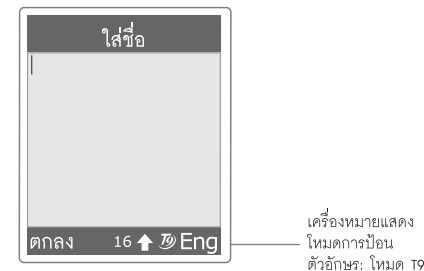 ใส่ชื่อ
ตกลง 16 T9 Eng
เครื่องหมายแสดง
โหมดการป้อน
ตัวอักษร: โหมด T9